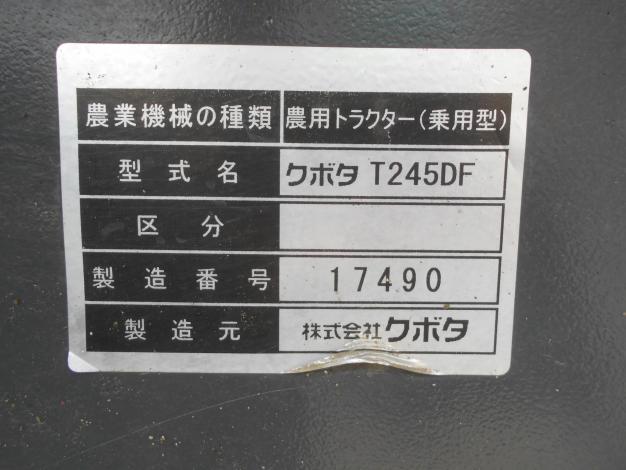 農業機械の種類 農用トラクター(乗用型)
型式名 クボタ T245DF
区分
製造番号 17490
製造元 株式会社クボタ